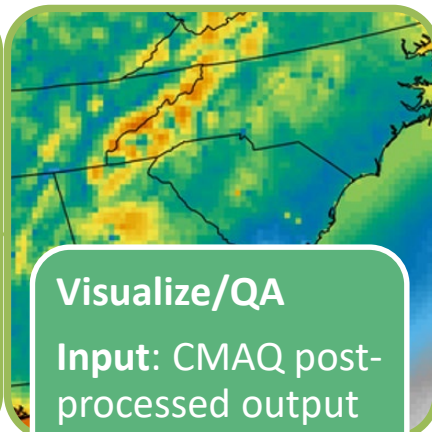 Visualize/QA
Input: CMAQ post-
processed output